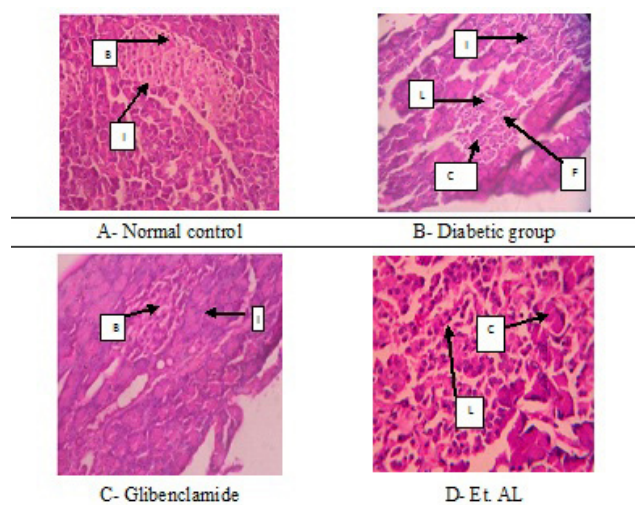 B
I
I
L
C
F
A- Normal control
B- Diabetic group
B
I
C
L
C- Glibenclamide
D- Et. AL